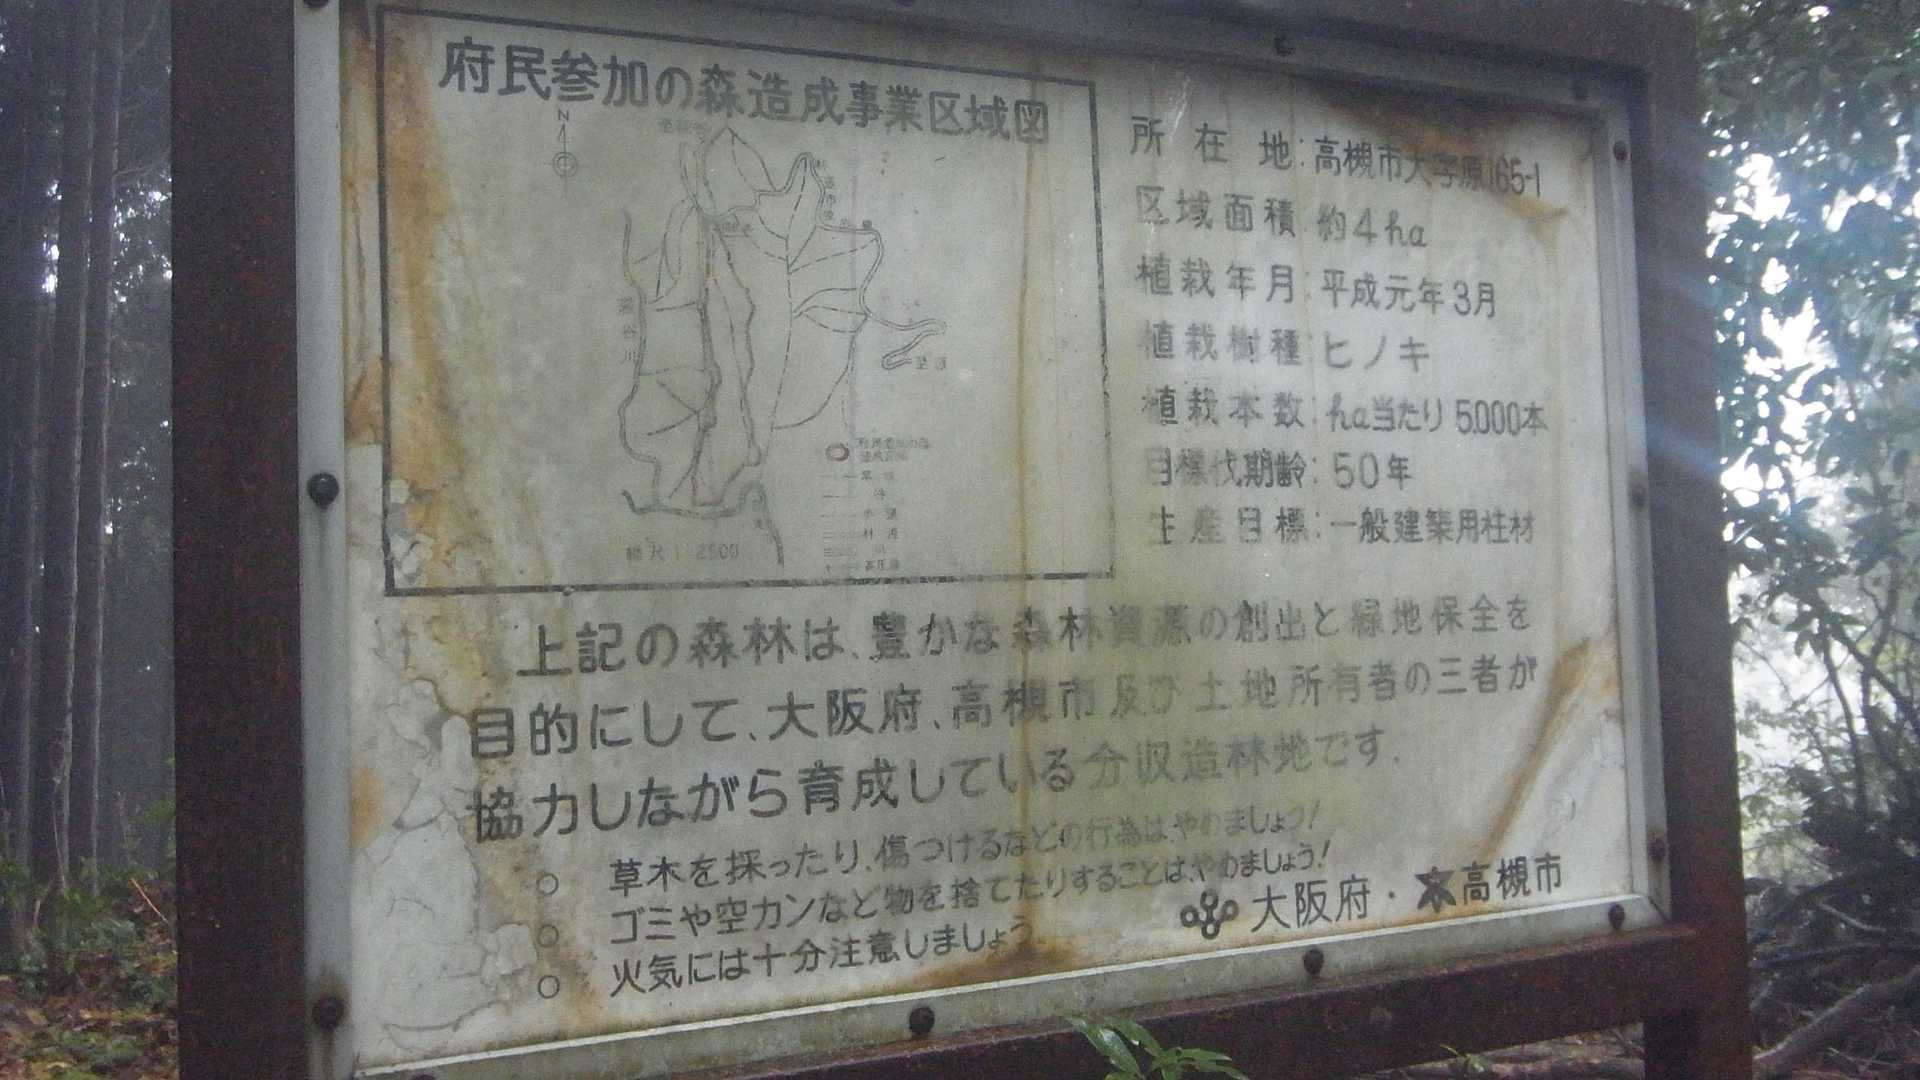 府民参加の森造成事業区域図
N
所在地:高槻市大字原165-1
区域面積:約4ha
植栽年月:平成元年3月
植栽樹種:ヒノキ
植栽本数:ha当たり5,000本
目標伐期齢:50年
生産目標:一般建築用柱材
谷川
至原
縮尺1:2500
上記の森林は、豊かな森林資源の創出と緑地保全を
目的にして、大阪府、高槻市及び土地所有者の三者が
協力しながら育成している分収造林地です.
○ 草木を採ったり、傷つけるなどの行為は、やめましょう!
○ ゴミや空カンなど物を捨てたりすることは、やめましょう!
○ 火気には十分注意しましょう
大阪府・高槻市